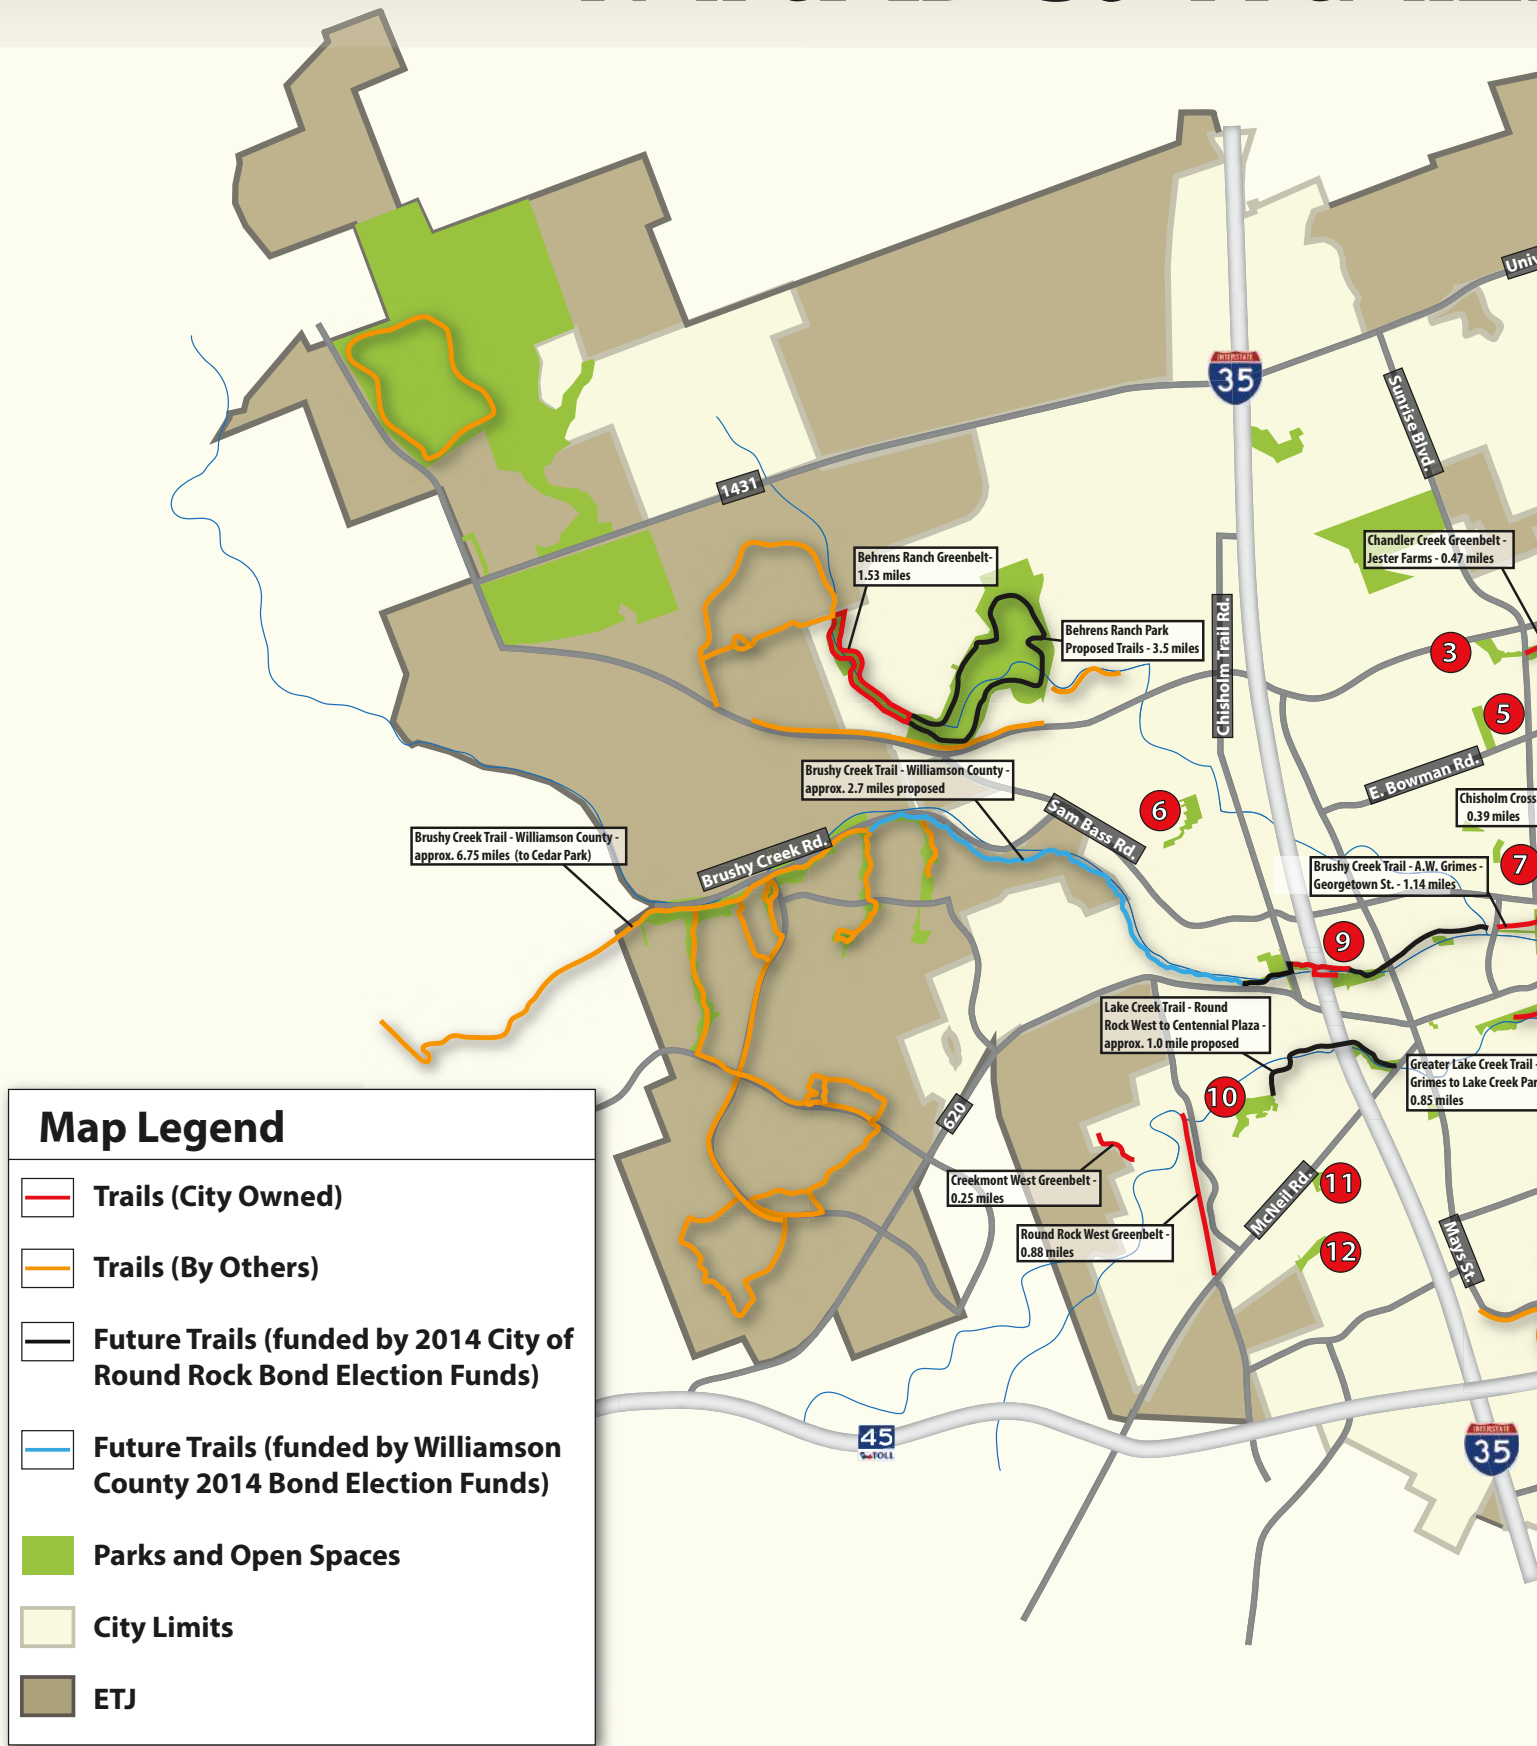 INTERSTATE
35
Sunrise Blvd.
1431
Chandler Creek Greenbelt -
Jester Farms - 0.47 miles
Behrens Ranch Greenbelt-
1.53 miles
Behrens Ranch Park
Proposed Trails - 3.5 miles
Chisholm Trail Rd.
3
5
E. Bowman Rd.
Brushy Creek Trail - Williamson County -
approx. 2.7 miles proposed
Chisholm Cross
0.39 miles
6
Sam Bass Rd.
Brushy Creek Trail - Williamson County -
approx. 6.75 miles (to Cedar Park)
Brushy Creek Rd.
7
Brushy Creek Trail - A.W. Grimes -
Georgetown St. - 1.14 miles
9
Lake Creek Trail - Round
Rock West to Centennial Plaza -
approx. 1.0 mile proposed
Greater Lake Creek Trail -
Grimes to Lake Creek Par
0.85 miles
10
620
Creekmont West Greenbelt -
0.25 miles
11
McNeil Rd.
Round Rock West Greenbelt -
0.88 miles
12
Mays St.
45
TOLL
INTERSTATE
35
Map Legend
Trails (City Owned)
Trails (By Others)
Future Trails (funded by 2014 City of
Round Rock Bond Election Funds)
Future Trails (funded by Williamson
County 2014 Bond Election Funds)
Parks and Open Spaces
City Limits
ETJ